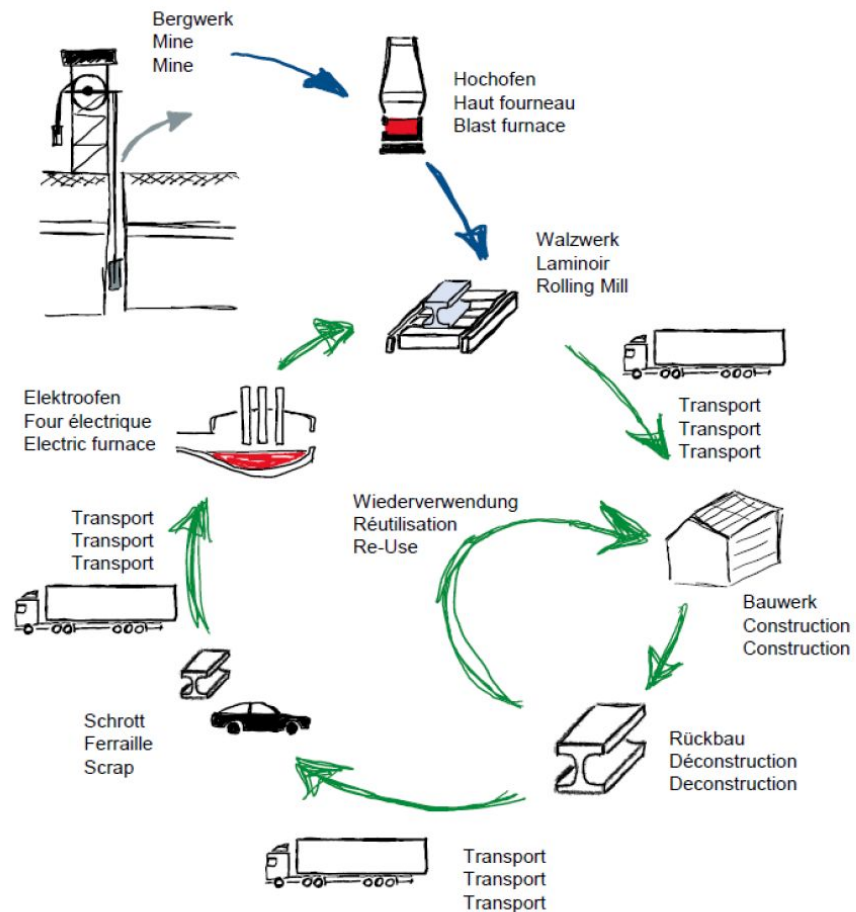 Bergwerk
Mine
Mine
Hochofen
Haut fourneau
Blast furnace
Walzwerk
Laminoir
Rolling Mill
Transport
Transport
Transport
Elektroofen
Four électrique
Electric furnace
Wiederverwendung
Réutilisation
Re-Use
Transport
Transport
Transport
Bauwerk
Construction
Construction
Schrott
Ferraille
Scrap
Rückbau
Déconstruction
Deconstruction
Transport
Transport
Transport